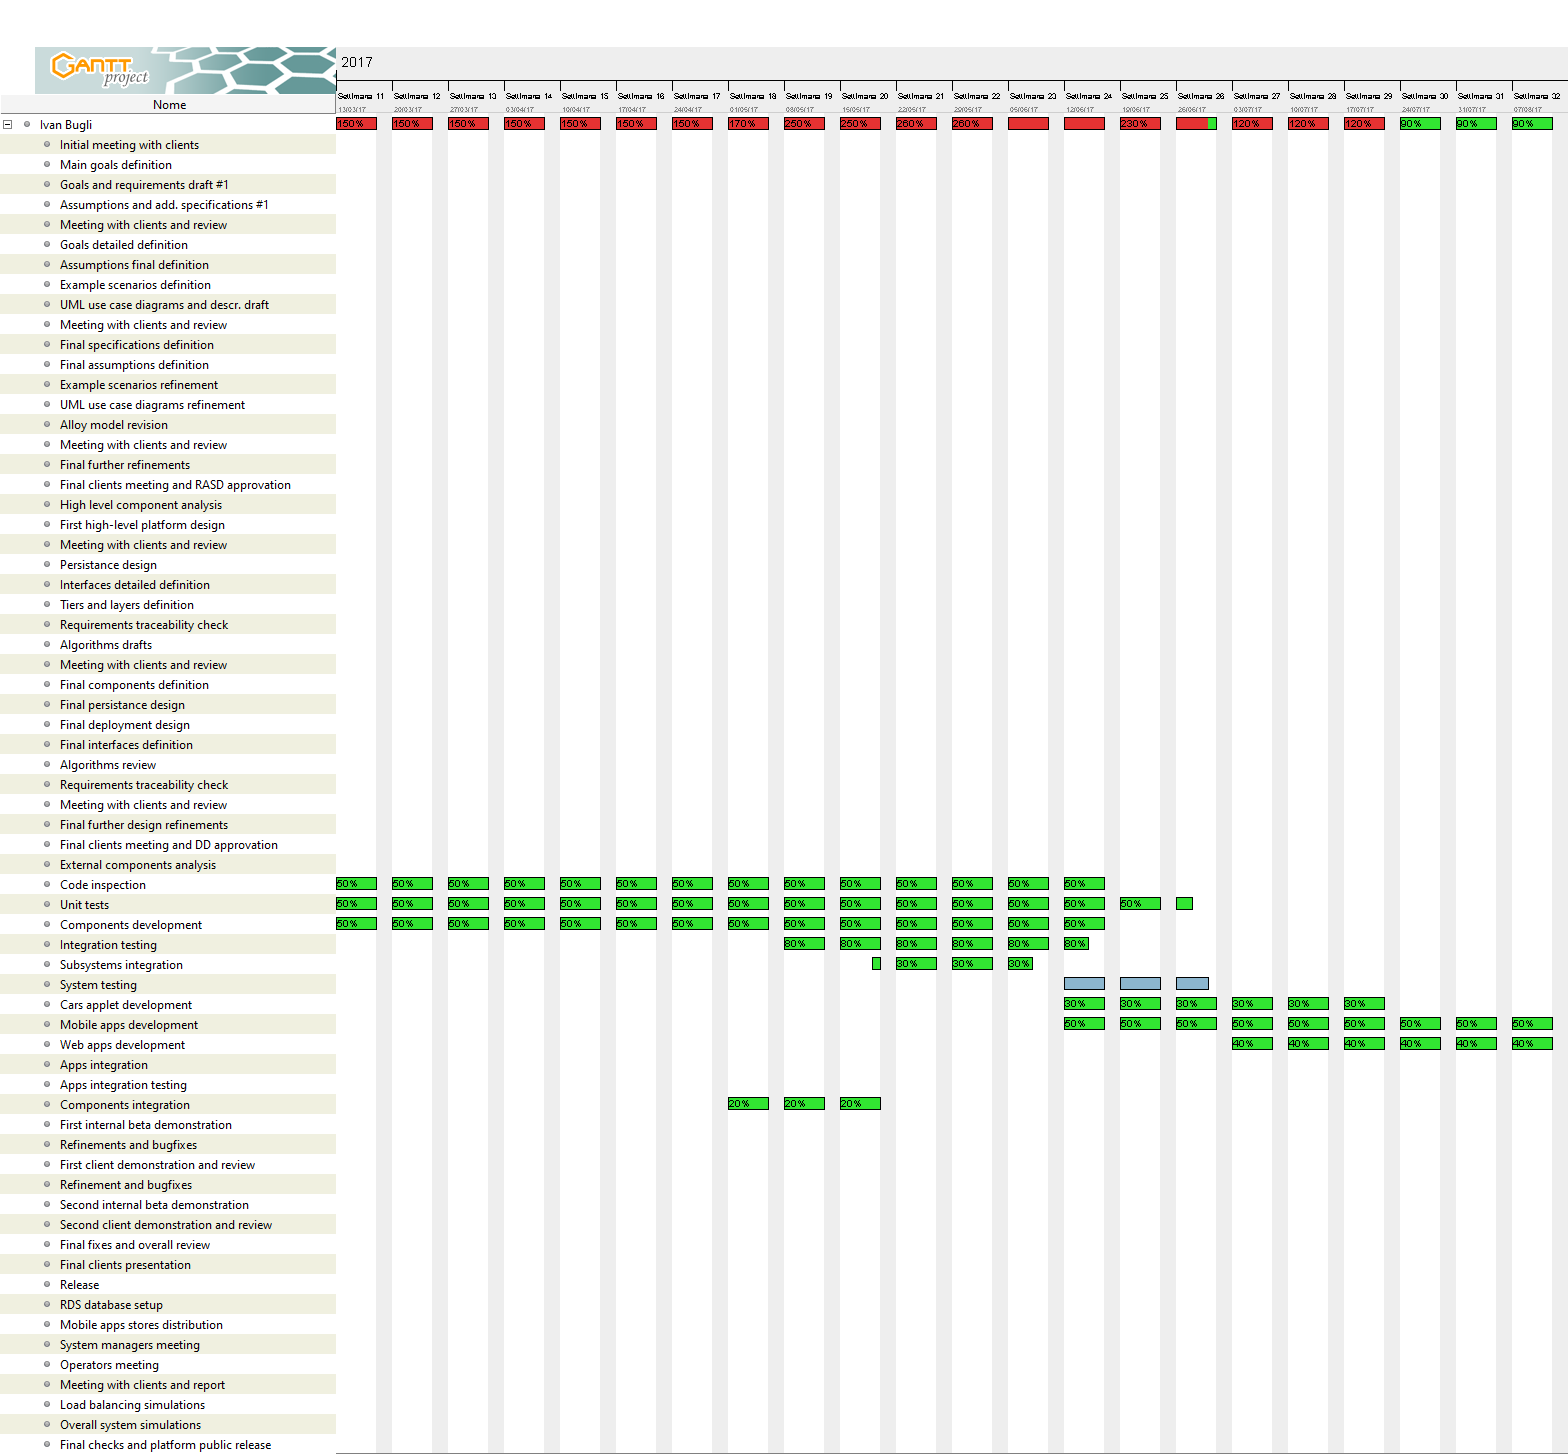 GANTT
project
2017
Nome
Settimana 11 Settimana 12 Settimana 13 Settimana 14 Settimana 15 Settimana 16 Settimana 17 Settimana 18 Settimana 19 Settimana 20 Settimana 21 Settimana 22 Settimana 23 Settimana 24 Settimana 25 Settimana 26 Settimana 27 Settimana 28 Settimana 29 Settimana 30 Settimana 31 Settimana 32
13/03/17 20/03/17 27/03/17 03/04/17 10/04/17 17/04/17 24/04/17 01/05/17 08/05/17 15/05/17 22/05/17 29/05/17 05/06/17 12/06/17 19/06/17 26/06/17 03/07/17 10/07/17 17/07/17 24/07/17 31/07/17 07/08/17
Ivan Bugli 150% 150% 150% 150% 150% 150% 150% 170% 250% 250% 260% 260% 230% 120% 120% 120% 90% 90% 90%
Initial meeting with clients
Main goals definition
Goals and requirements draft #1
Assumptions and add. specifications #1
Meeting with clients and review
Goals detailed definition
Assumptions final definition
Example scenarios definition
UML use case diagrams and descr. draft
Meeting with clients and review
Final specifications definition
Final assumptions definition
Example scenarios refinement
UML use case diagrams refinement
Alloy model revision
Meeting with clients and review
Final further refinements
Final clients meeting and RASD approvation
High level component analysis
First high-level platform design
Meeting with clients and review
Persistance design
Interfaces detailed definition
Tiers and layers definition
Requirements traceability check
Algorithms drafts
Meeting with clients and review
Final components definition
Final persistance design
Final deployment design
Final interfaces definition
Algorithms review
Requirements traceability check
Meeting with clients and review
Final further design refinements
Final clients meeting and DD approvation
External components analysis
Code inspection 50% 50% 50% 50% 50% 50% 50% 50% 50% 50% 50% 50% 50% 50%
Unit tests 50% 50% 50% 50% 50% 50% 50% 50% 50% 50% 50% 50% 50% 50% 50%
Components development 50% 50% 50% 50% 50% 50% 50% 50% 50% 50% 50% 50% 50% 50%
Integration testing 80% 80% 80% 80% 80% 80%
Subsystems integration 30% 30% 30%
System testing
Cars applet development 30% 30% 30% 30% 30% 30%
Mobile apps development 50% 50% 50% 50% 50% 50% 50% 50% 50%
Web apps development 40% 40% 40% 40% 40% 40%
Apps integration
Apps integration testing
Components integration 20% 20% 20%
First internal beta demonstration
Refinements and bugfixes
First client demonstration and review
Refinement and bugfixes
Second internal beta demonstration
Second client demonstration and review
Final fixes and overall review
Final clients presentation
Release
RDS database setup
Mobile apps stores distribution
System managers meeting
Operators meeting
Meeting with clients and report
Load balancing simulations
Overall system simulations
Final checks and platform public release